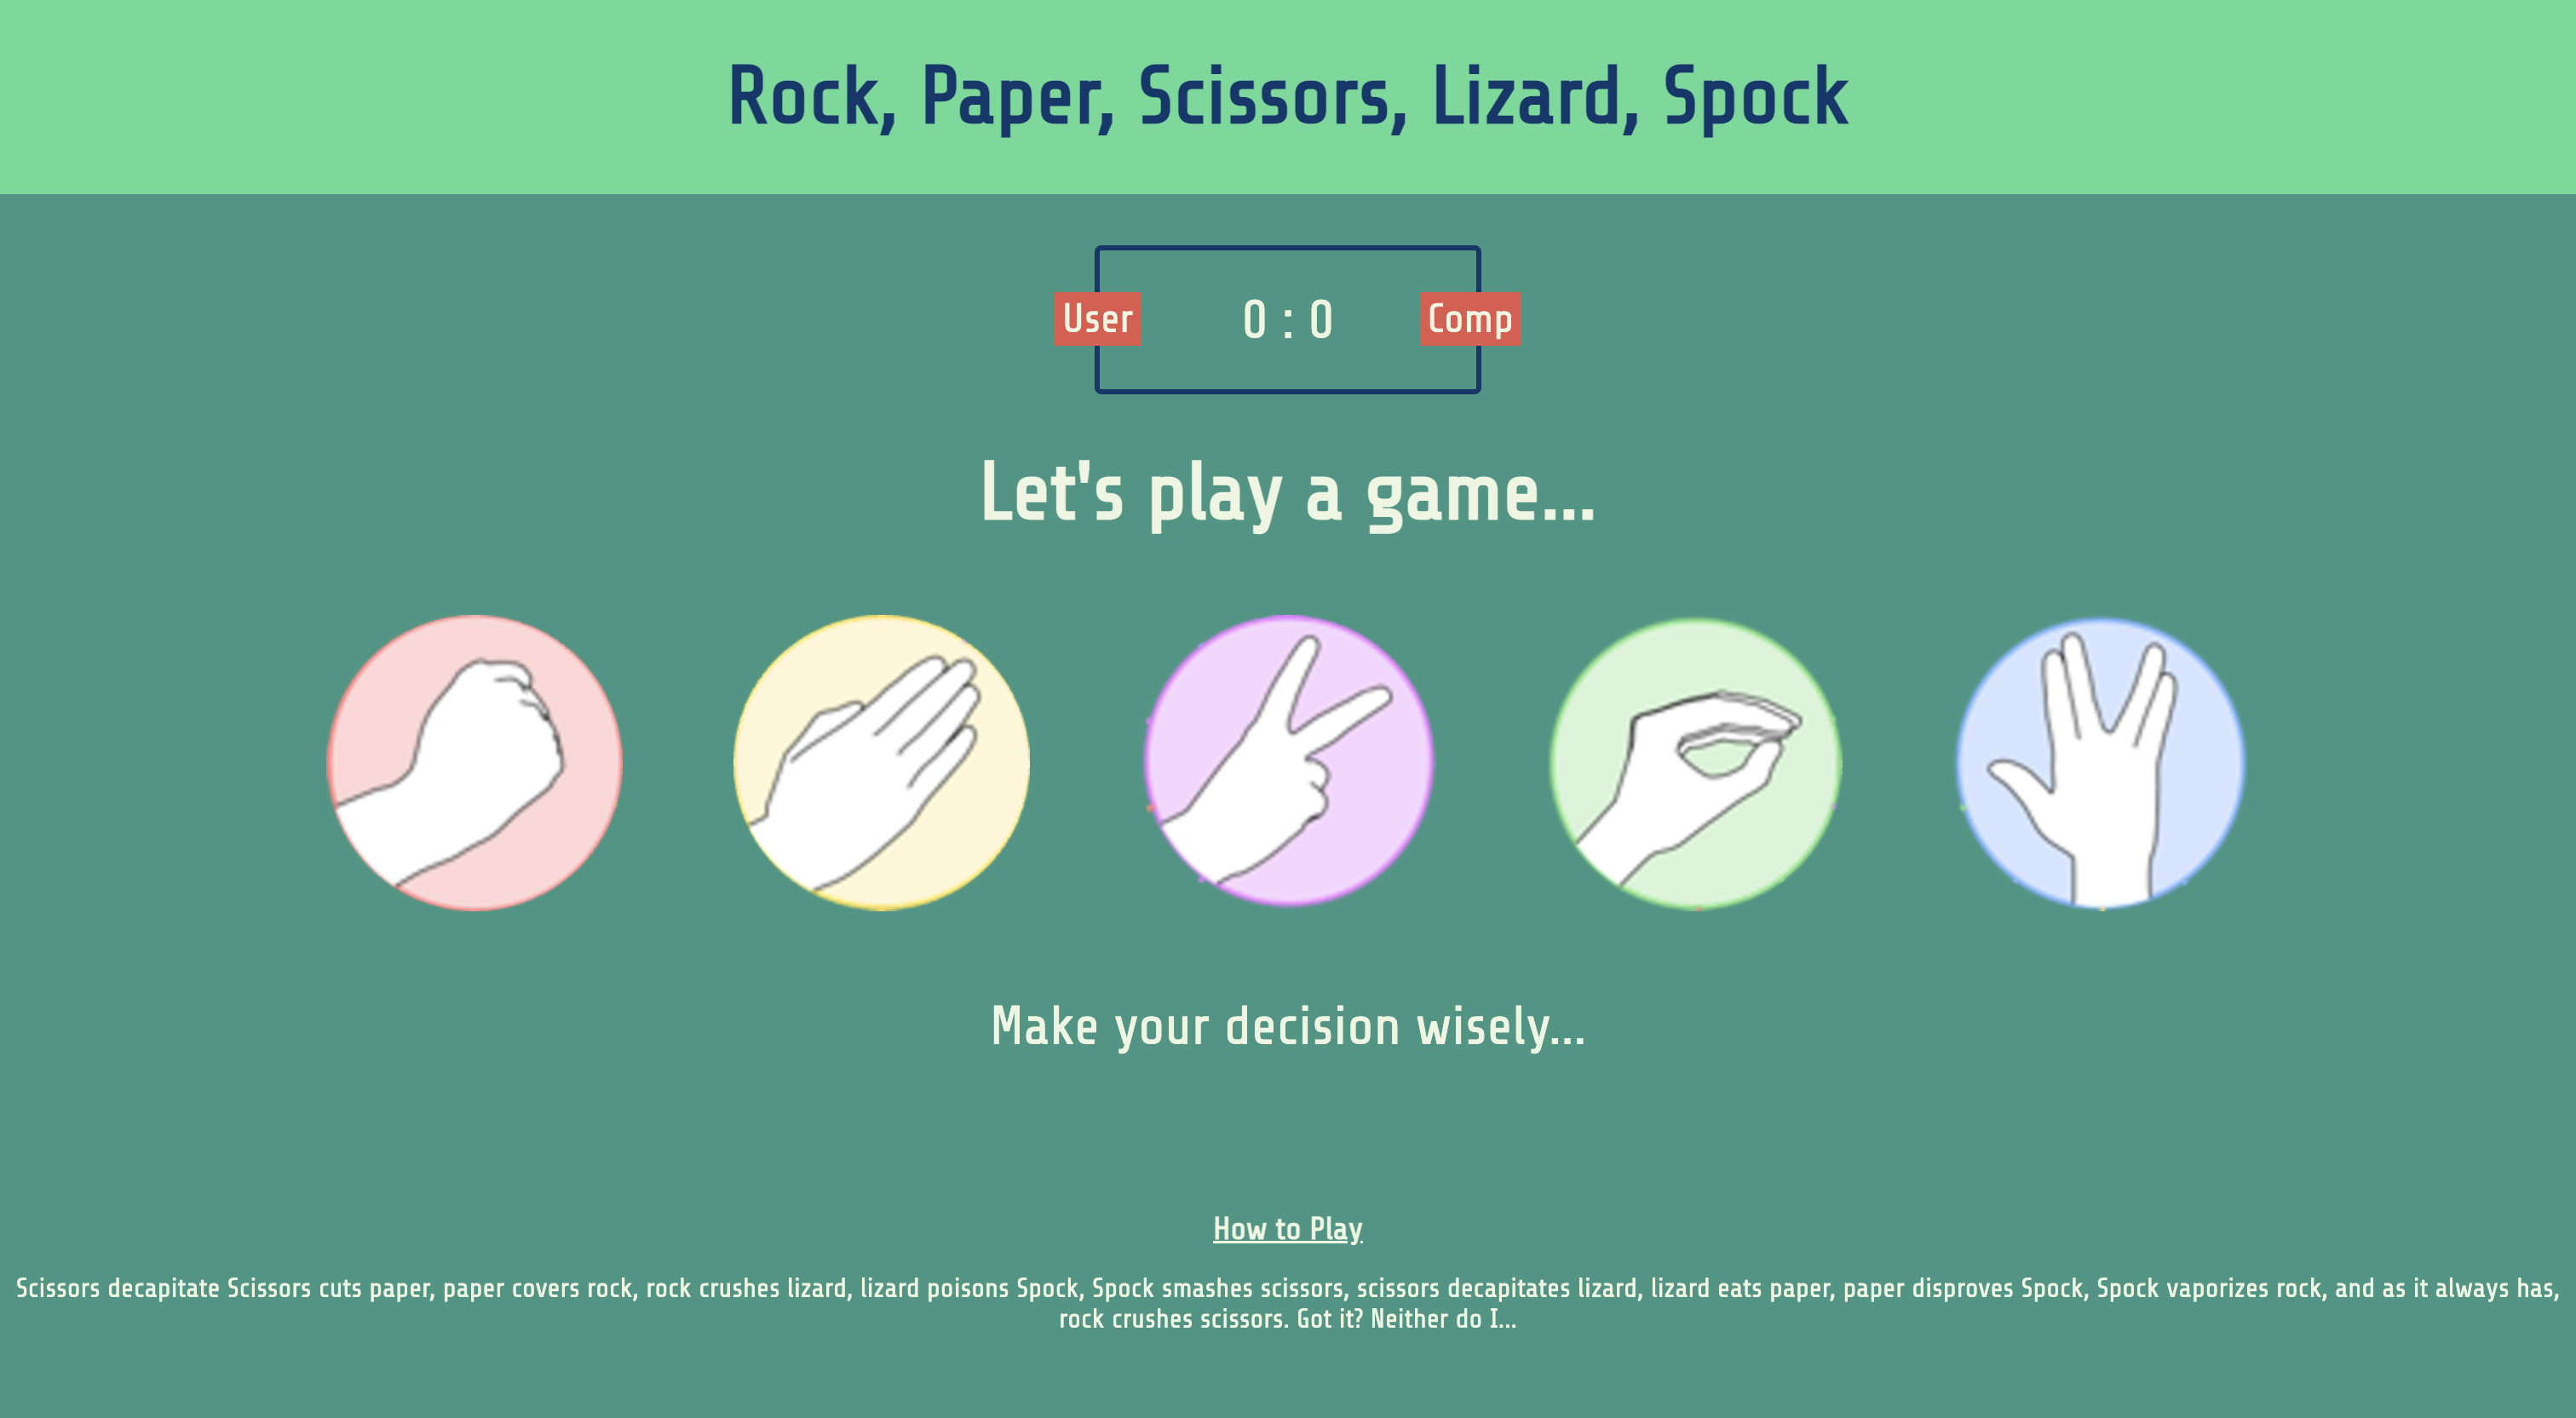 Rock, Paper, Scissors, Lizard, Spock
User 0 : 0 Comp
Let's play a game...
Make your decision wisely...
How to Play
Scissors decapitate Scissors cuts paper, paper covers rock, rock crushes lizard, lizard poisons Spock, Spock smashes scissors, scissors decapitates lizard, lizard eats paper, paper disproves Spock, Spock vaporizes rock, and as it always has,
rock crushes scissors. Got it? Neither do I...